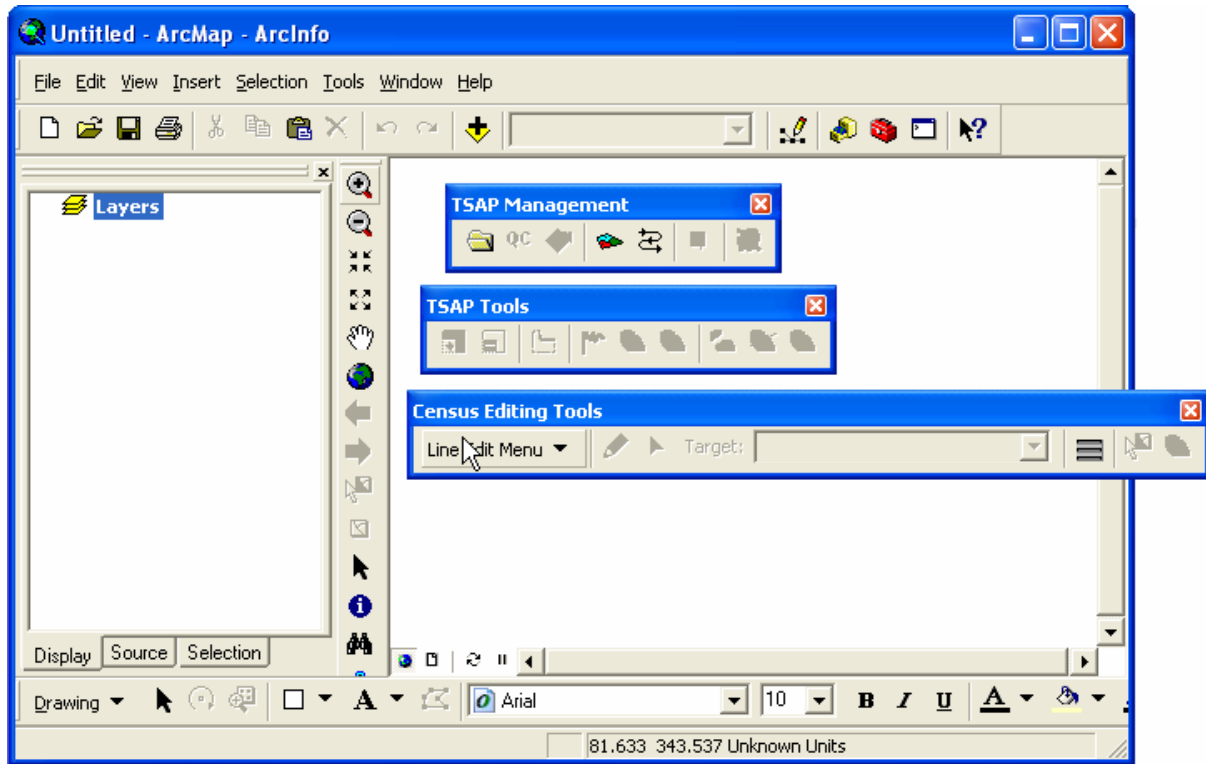 Untitled - ArcMap - ArcInfo
File Edit View Insert Selection Tools Window Help
Layers
TSAP Management
QC
TSAP Tools
Census Editing Tools
Line Edit Menu Target:
Display Source Selection
Drawing A Arial 10 B I U A
81.633 343.537 Unknown Units